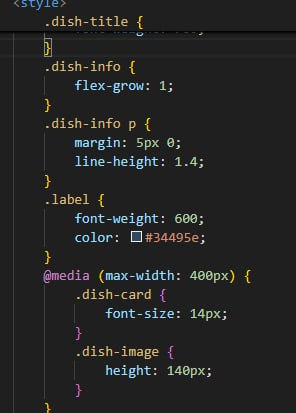 <style>
.dish-title {
}
.dish-info {
flex-grow: 1;
}
.dish-info p {
margin: 5px 0;
line-height: 1.4;
}
.label {
font-weight: 600;
color: #34495e;
}
@media (max-width: 400px) {
.dish-card {
font-size: 14px;
}
.dish-image {
height: 140px;
}
}